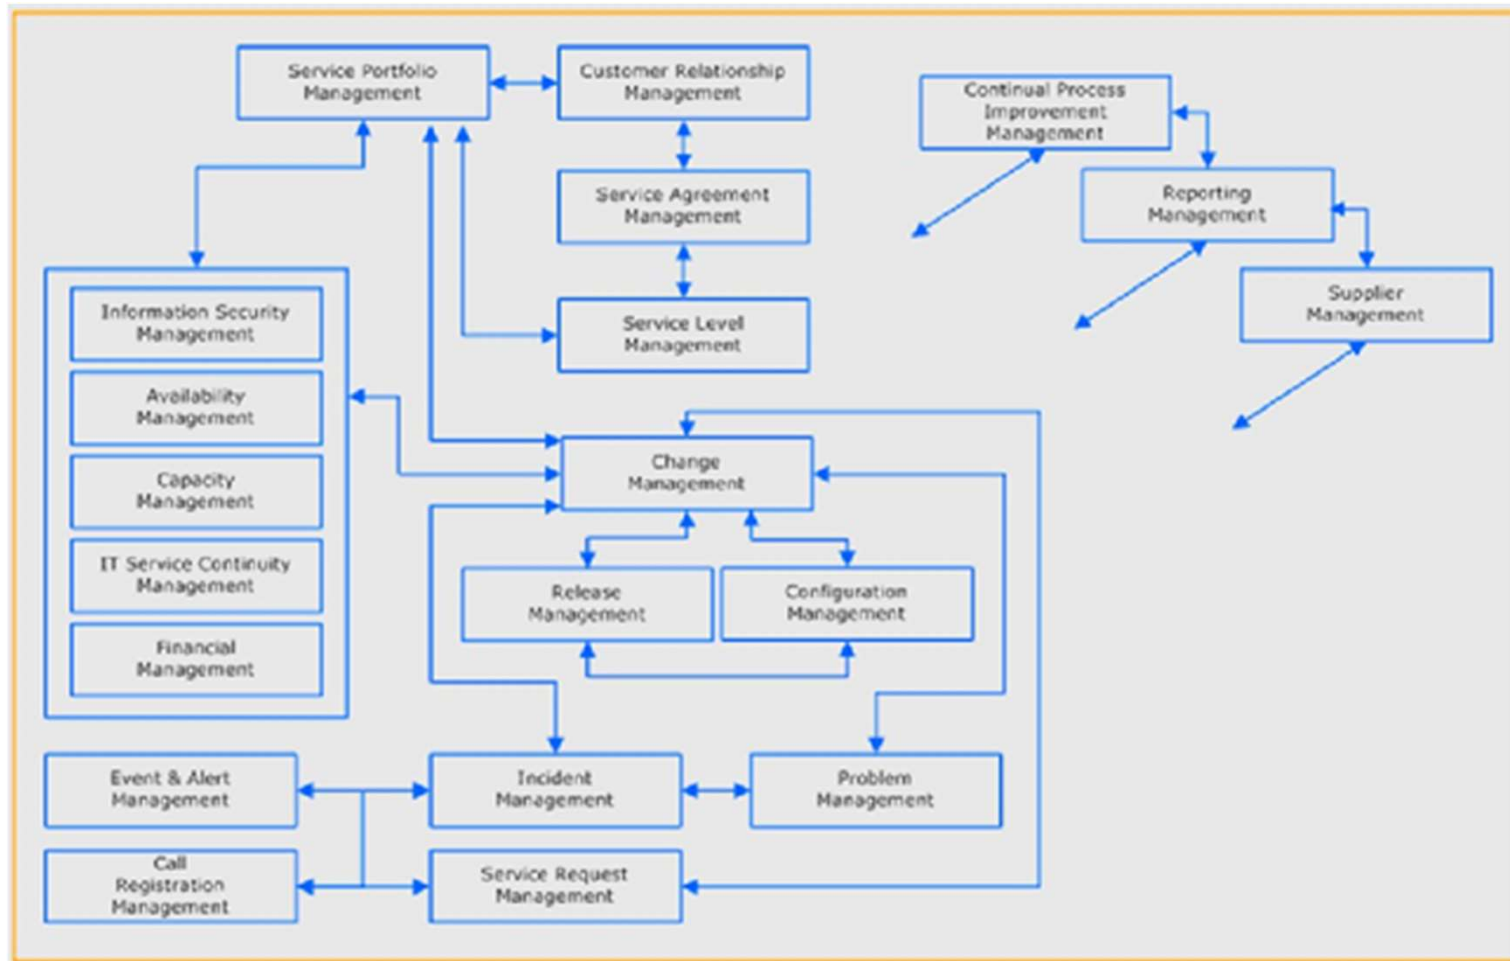 Service Portfolio
Management
Customer Relationship
Management
Continual Process
Improvement
Management
Service Agreement
Management
Reporting
Management
Service Level
Management
Supplier
Management
Information Security
Management
Availability
Management
Capacity
Management
IT Service Continuity
Management
Financial
Management
Change
Management
Release
Management
Configuration
Management
Event & Alert
Management
Incident
Management
Problem
Management
Call
Registration
Management
Service Request
Management